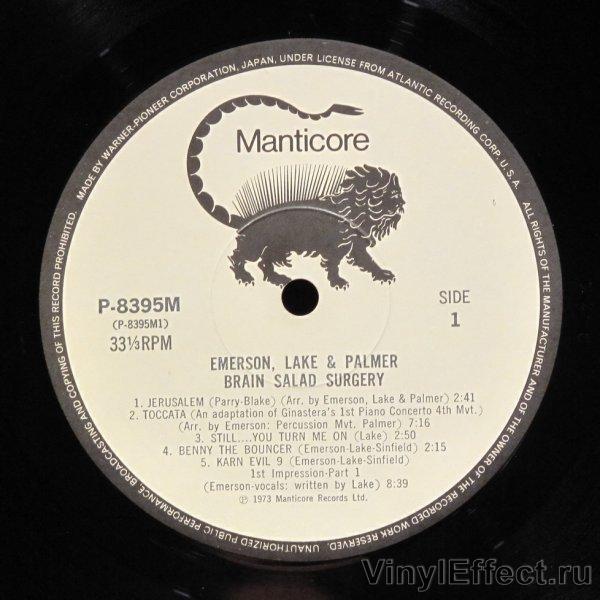 MADE BY WARNER-PIONEER CORPORATION, JAPAN, UNDER LICENSE FROM ATLANTIC RECORDING CORP. U.S.A. ALL RIGHTS OF THE MANUFACTURER AND OF THE OWNER OF THE RECORDED WORK RESERVED. UNAUTHORIZED PUBLIC PERFORMANCE, BROADCASTING AND COPYING OF THIS RECORD PROHIBITED.
Manticore
P-8395M
(P-8395M1)
33⅓RPM
SIDE
1
EMERSON, LAKE & PALMER
BRAIN SALAD SURGERY
1. JERUSALEM (Parry-Blake) (Arr. by Emerson, Lake & Palmer) 2:41
2. TOCCATA (An adaptation of Ginastera's 1st Piano Concerto 4th Mvt.)
(Arr. by Emerson: Percussion Mvt. Palmer) 7:16
3. STILL....YOU TURN ME ON (Lake) 2:50
4. BENNY THE BOUNCER (Emerson-Lake-Sinfield) 2:15
5. KARN EVIL 9 (Emerson-Lake-Sinfield)
1st Impression-Part 1
(Emerson-vocals: written by Lake) 8:39
℗ 1973 Manticore Records Ltd.
VinylEffect.ru